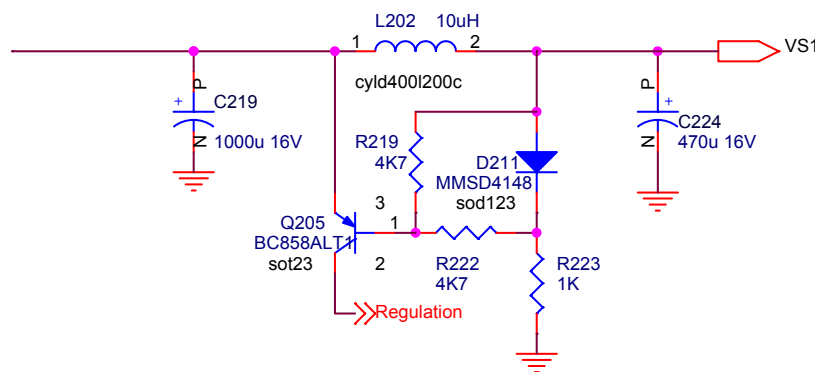 L202 10uH
1 2
VS1
cyld400l200c
P
+ C219
N
1000u 16V
P
+
C224
N
470u 16V
R219
4K7
D211
MMSD4148
sod123
3
Q205
1
BC858ALT1
sot23
2
R222
4K7
R223
1K
Regulation